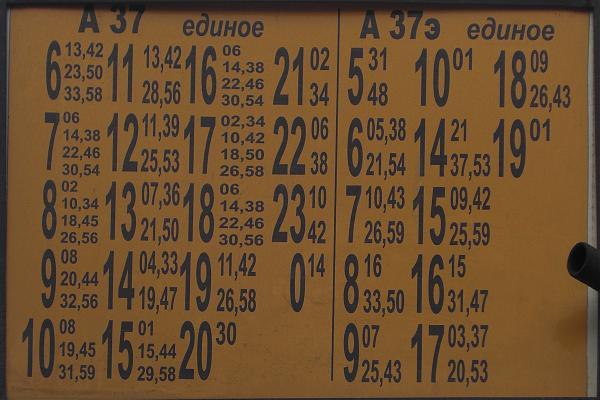 А 37 единое
6 13,42 23,50 33,58
7 06 14,38 22,46 30,54
8 02 10,34 18,45 26,56
9 08 20,44 32,56
10 08 19,45 31,59
11 13,42 28,56
12 11,39 25,53
13 07,36 21,50
14 04,33 19,47
15 01 15,44 29,58
16 06 14,38 22,46 30,54
17 02,34 10,42 18,50 26,58
18 06 14,38 22,46 30,56
19 11,42 26,58
20 30
21 02 34
22 06 38
23 10 42
0 14
А 37э единое
5 31 48
6 05,38 21,54
7 10,43 26,59
8 16 33,50
9 07 25,43
10 01
14 21 37,53
15 09,42 25,59
16 15 31,47
17 03,37 20,53
18 09 26,43
19 01